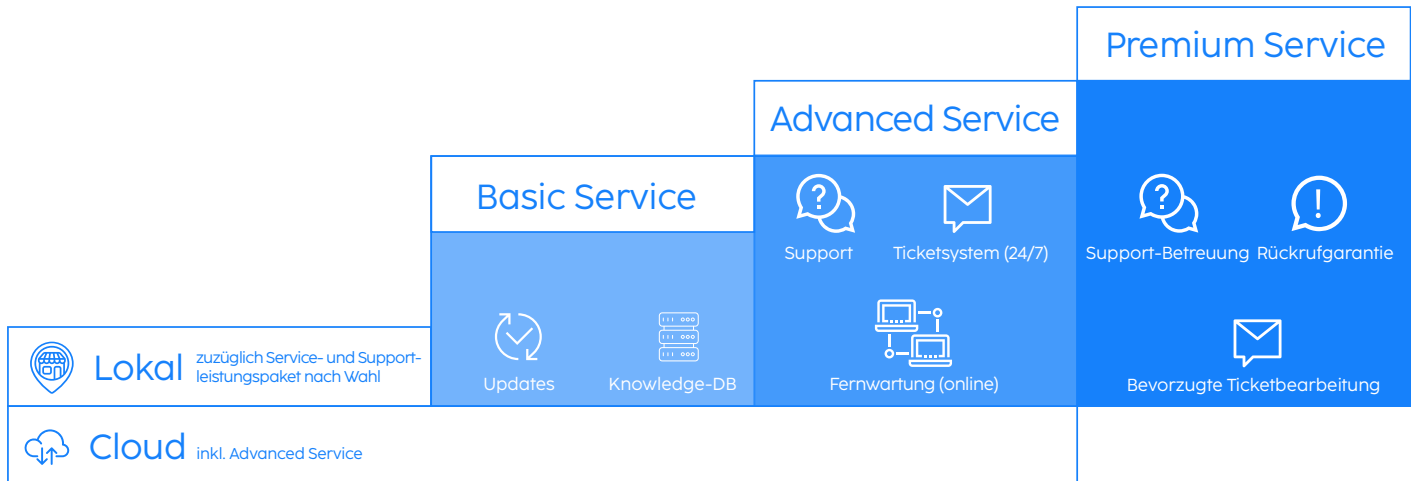 Premium Service
Advanced Service
Basic Service
Support
Ticketsystem (24/7)
Support-Betreuung
Rückrufgarantie
Updates
Knowledge-DB
Fernwartung (online)
Bevorzugte Ticketbearbeitung
Lokal
zuzüglich Service- und Support-
leistungspaket nach Wahl
Cloud
inkl. Advanced Service